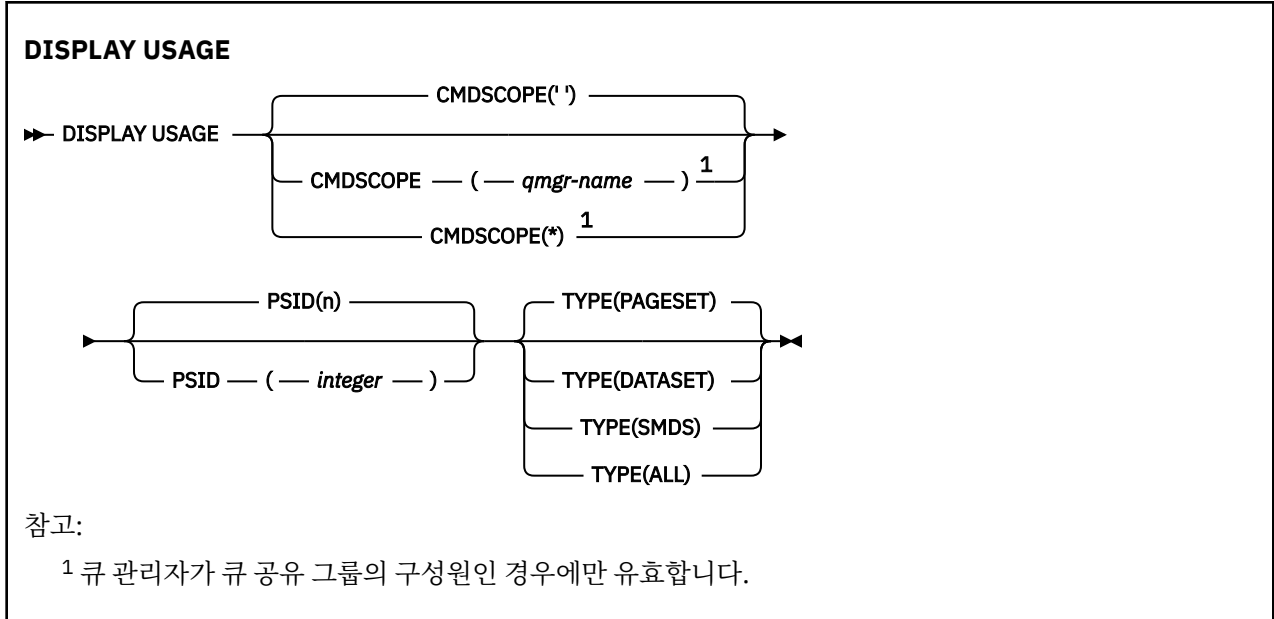 DISPLAY USAGE
CMDSCOPE(' ')
DISPLAY USAGE
CMDSCOPE ( qmgr-name ) 1
CMDSCOPE(*) 1
PSID(n)
PSID ( integer )
TYPE(PAGESET)
TYPE(DATASET)
TYPE(SMDS)
TYPE(ALL)
참고:
1 큐 관리자가 큐 공유 그룹의 구성원인 경우에만 유효합니다.